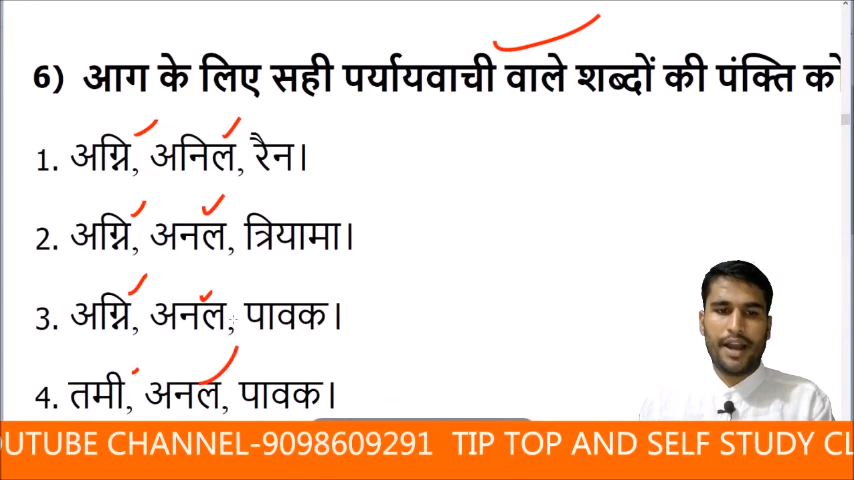 6) आग के लिए सही पर्यायवाची वाले शब्दों की पंक्ति को
1. अग्नि, अनिल, रैन।
2. अग्नि, अनल, त्रियामा।
3. अग्नि, अनल, पावक।
4. तमी, अनल, पावक।
OUTUBE CHANNEL-9098609291 TIP TOP AND SELF STUDY CL